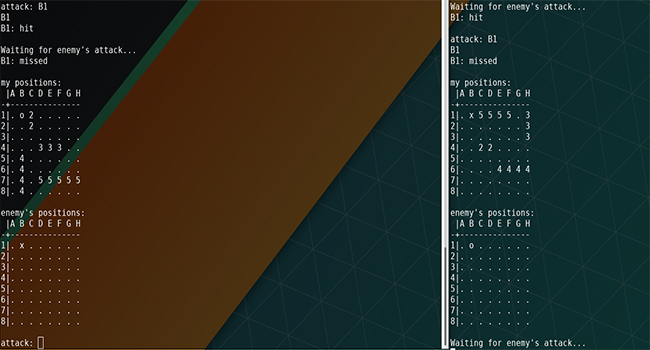 attack: B1
B1
B1: hit
Waiting for enemy's attack...
B1: missed
my positions:
 |A B C D E F G H
-+---------------
1|. o 2 . . . . .
2|. . 2 . . . . .
3|. . . . . . . .
4|. . . 3 3 3 . .
5|. 4 . . . . . .
6|. 4 . . . . . .
7|. 4 . 5 5 5 5 5
8|. 4 . . . . . .
enemy's positions:
 |A B C D E F G H
-+---------------
1|. x . . . . . .
2|. . . . . . . .
3|. . . . . . . .
4|. . . . . . . .
5|. . . . . . . .
6|. . . . . . . .
7|. . . . . . . .
8|. . . . . . . .
attack:
Waiting for enemy's attack...
B1: hit
attack: B1
B1
B1: missed
my positions:
 |A B C D E F G H
-+---------------
1|. x 5 5 5 5 . 3
2|. . . . . . . 3
3|. . . . . . . 3
4|. . 2 2 . . . .
5|. . . . . . . .
6|. . . . 4 4 4 4
7|. . . . . . . .
8|. . . . . . . .
enemy's positions:
 |A B C D E F G H
-+---------------
1|. o . . . . . .
2|. . . . . . . .
3|. . . . . . . .
4|. . . . . . . .
5|. . . . . . . .
6|. . . . . . . .
7|. . . . . . . .
8|. . . . . . . .
Waiting for enemy's attack...